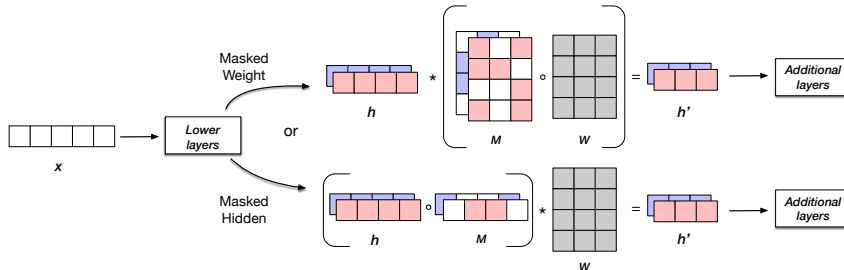 Masked
Weight
h
*
M
∘
W
=
h'
Additional
layers
x
Lower
layers
or
Masked
Hidden
h
∘
M
*
W
=
h'
Additional
layers